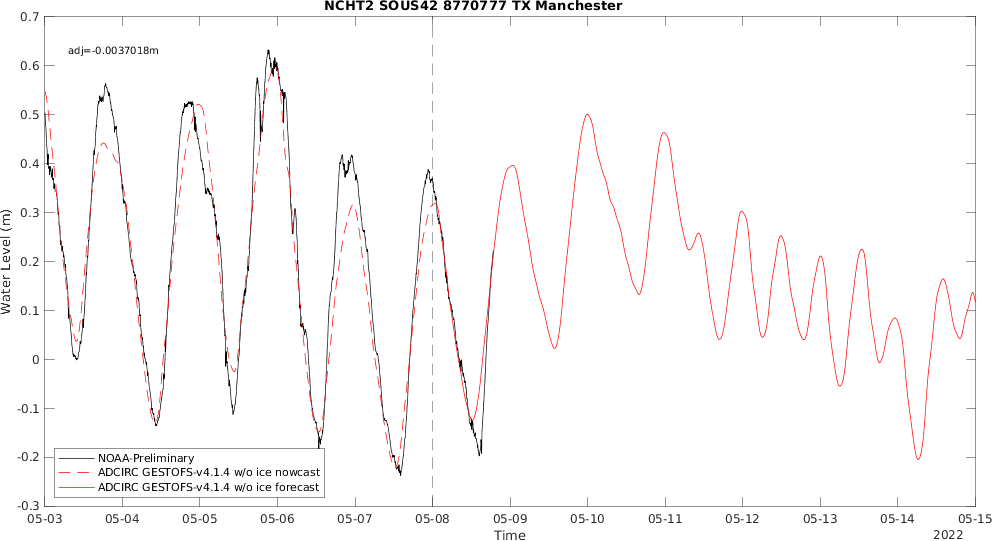 NCHT2 SOUS42 8770777 TX Manchester
adj=-0.0037018m
0.7
0.6
0.5
0.4
0.3
0.2
0.1
0
-0.1
-0.2
-0.3
Water Level (m)
NOAA-Preliminary
ADCIRC GESTOFS-v4.1.4 w/o ice nowcast
ADCIRC GESTOFS-v4.1.4 w/o ice forecast
05-03 05-04 05-05 05-06 05-07 05-08 05-09 05-10 05-11 05-12 05-13 05-14 05-15
Time
2022